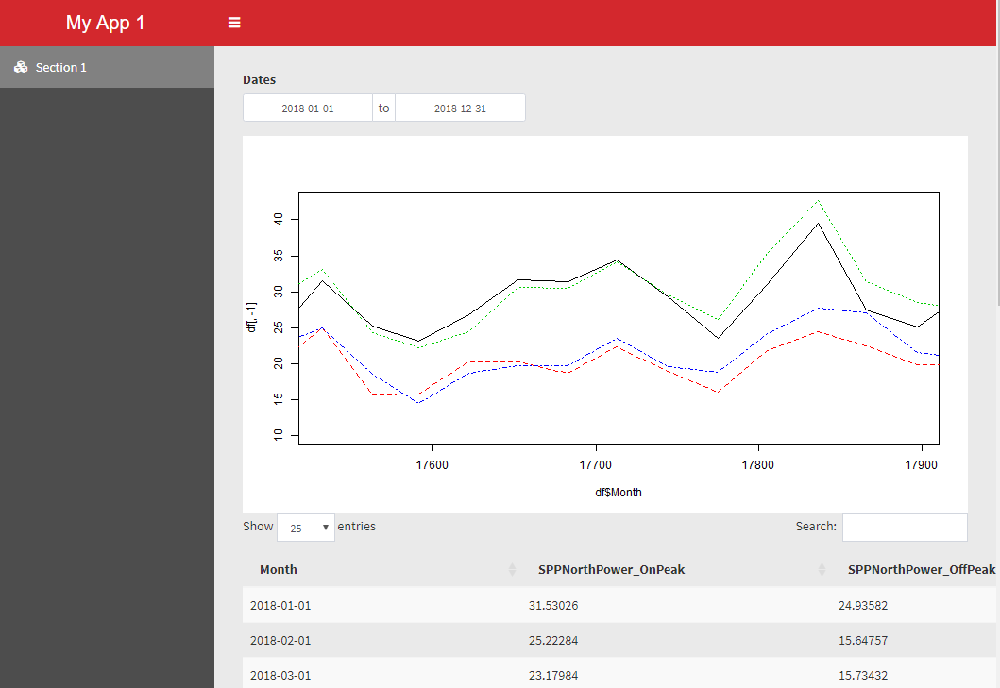 My App 1
Section 1
Dates
2018-01-01 to 2018-12-31
40
35
30
25
20
15
10
df[, -1]
17600 17700 17800 17900
df$Month
Show 25 entries Search:
Month SPPNorthPower_OnPeak SPPNorthPower_OffPeak
2018-01-01 31.53026 24.93582
2018-02-01 25.22284 15.64757
2018-03-01 23.17984 15.73432